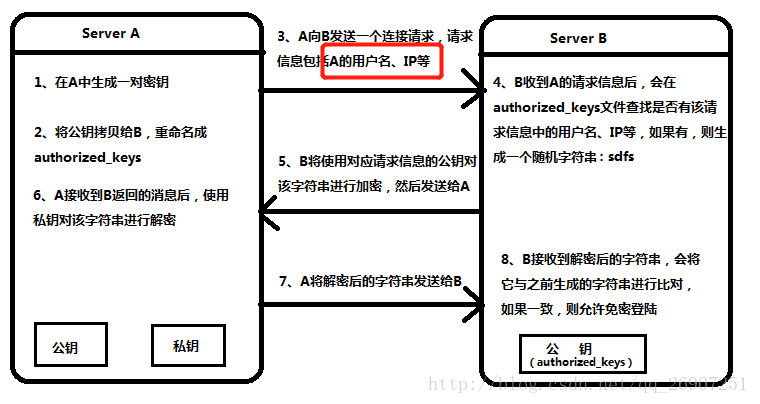 Server A
1、在A中生成一对密钥
2、将公钥拷贝给B，重命名成
authorized_keys
6、A接收到B返回的消息后，使用
私钥对该字符串进行解密
公钥
私钥
3、A向B发送一个连接请求，请求
信息包括A的用户名、IP等
5、B将使用对应请求信息的公钥对
该字符串进行加密，然后发送给A
7、A将解密后的字符串发送给B
Server B
4、B收到A的请求信息后，会在
authorized_keys文件查找是否有该请
求信息中的用户名、IP等，如果有，则生
成一个随机字符串：sdfs
8、B接收到解密后的字符串，会将
它与之前生成的字符串进行比对，
如果一致，则允许免密登陆
公 钥
（authorized_keys）
http://blog.csdn.net/qq_26907251